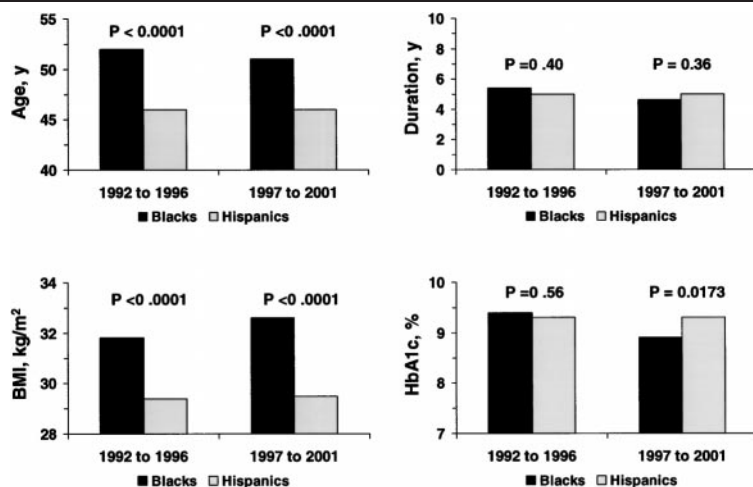 55
50
45
40
Age, y
P < 0.0001
P <0 .0001
1992 to 1996
1997 to 2001
Blacks
Hispanics
10
8
6
4
2
0
Duration, y
P =0 .40
P = 0.36
1992 to 1996
1997 to 2001
Blacks
Hispanics
34
32
30
28
BMI, kg/m²
P <0 .0001
P <0 .0001
1992 to 1996
1997 to 2001
Blacks
Hispanics
10
9
8
7
HbA1c, %
P =0 .56
P = 0.0173
1992 to 1996
1997 to 2001
Blacks
Hispanics